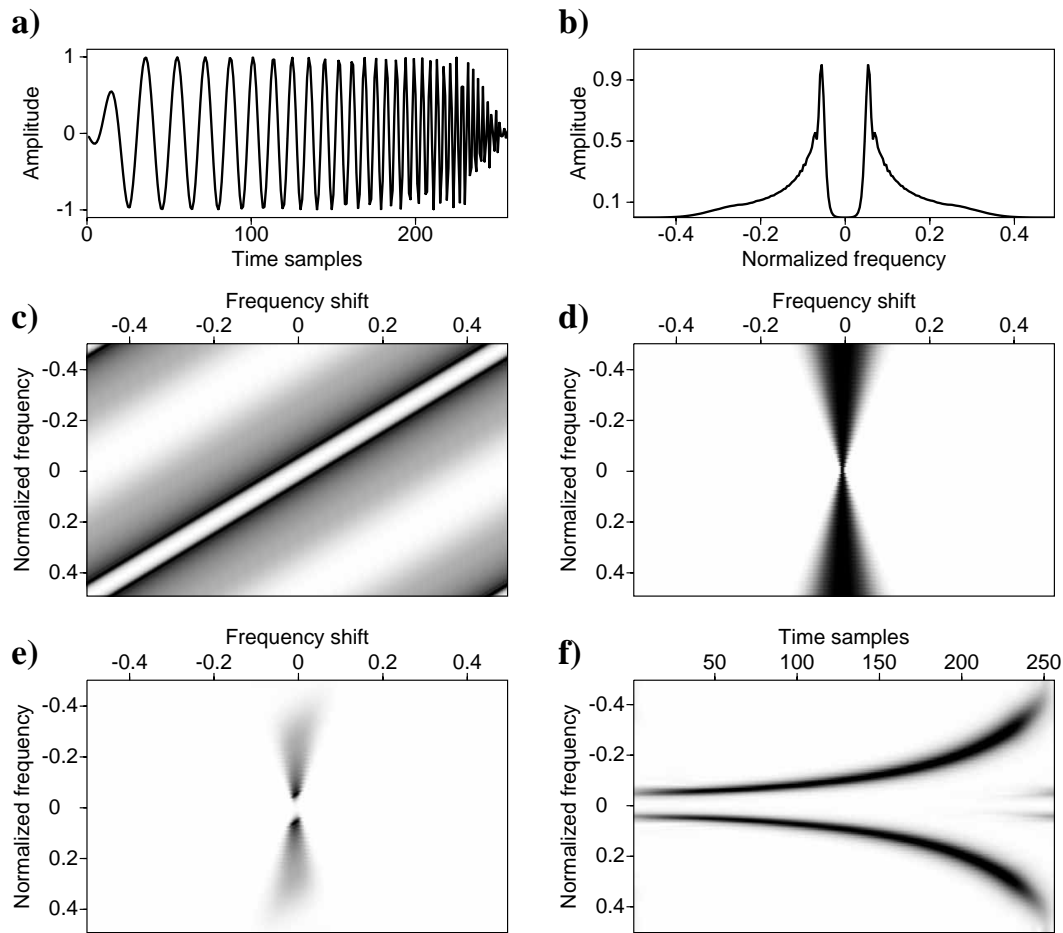 a)
1
0
-1
Amplitude
0 100 200
Time samples
b)
0.9
0.5
0.1
Amplitude
-0.4 -0.2 0 0.2 0.4
Normalized frequency
c)
Frequency shift
-0.4 -0.2 0 0.2 0.4
-0.4
-0.2
0
0.2
0.4
Normalized frequency
d)
Frequency shift
-0.4 -0.2 0 0.2 0.4
-0.4
-0.2
0
0.2
0.4
Normalized frequency
e)
Frequency shift
-0.4 -0.2 0 0.2 0.4
-0.4
-0.2
0
0.2
0.4
Normalized frequency
f)
Time samples
50 100 150 200 250
-0.4
-0.2
0
0.2
0.4
Normalized frequency